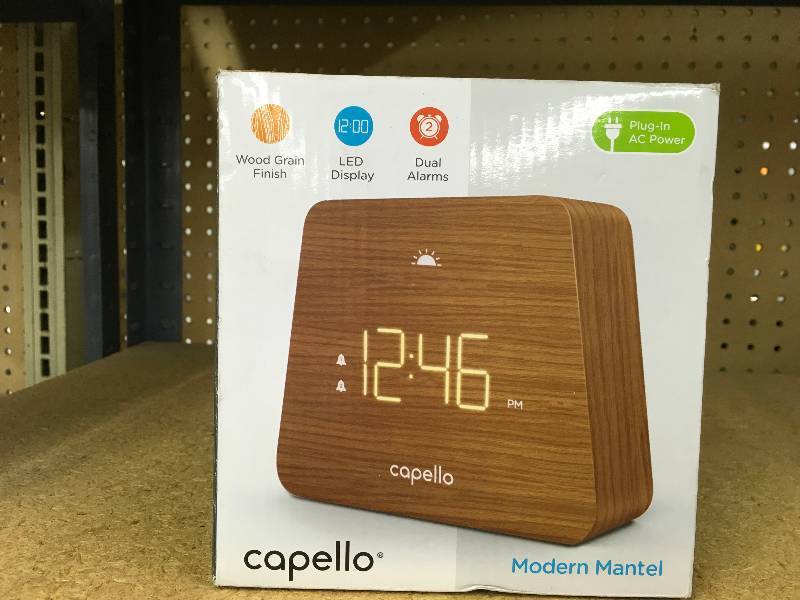 Wood Grain
Finish
12:00
LED
Display
2
Dual
Alarms
Plug-In
AC Power
12:46
PM
capello
capello®
Modern Mantel